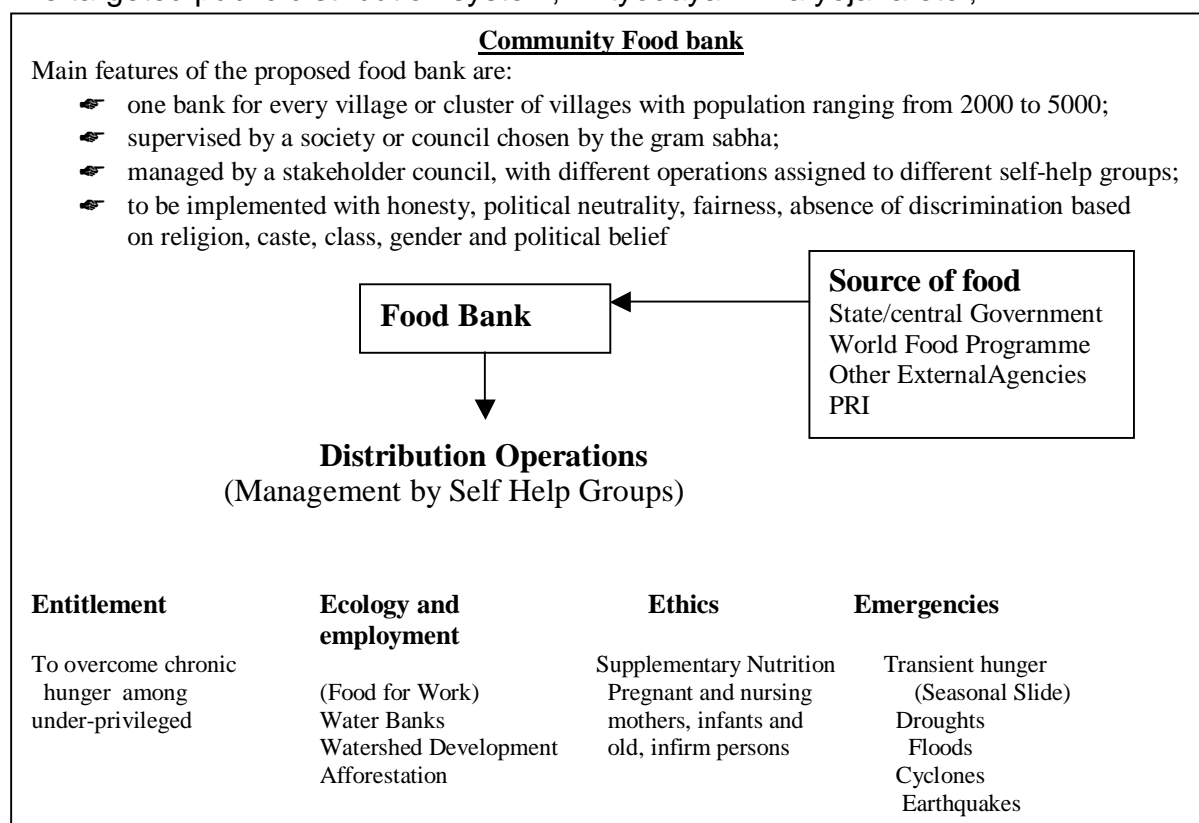 Community Food bank
Main features of the proposed food bank are:
☛ one bank for every village or cluster of villages with population ranging from 2000 to 5000;
☛ supervised by a society or council chosen by the gram sabha;
☛ managed by a stakeholder council, with different operations assigned to different self-help groups;
☛ to be implemented with honesty, political neutrality, fairness, absence of discrimination based
on religion, caste, class, gender and political belief
Source of food
State/central Government
World Food Programme
Other ExternalAgencies
PRI
Food Bank
Distribution Operations
(Management by Self Help Groups)
Entitlement
To overcome chronic
hunger among
under-privileged
Ecology and
employment
(Food for Work)
Water Banks
Watershed Development
Afforestation
Ethics
Supplementary Nutrition
Pregnant and nursing
mothers, infants and
old, infirm persons
Emergencies
Transient hunger
(Seasonal Slide)
Droughts
Floods
Cyclones
Earthquakes